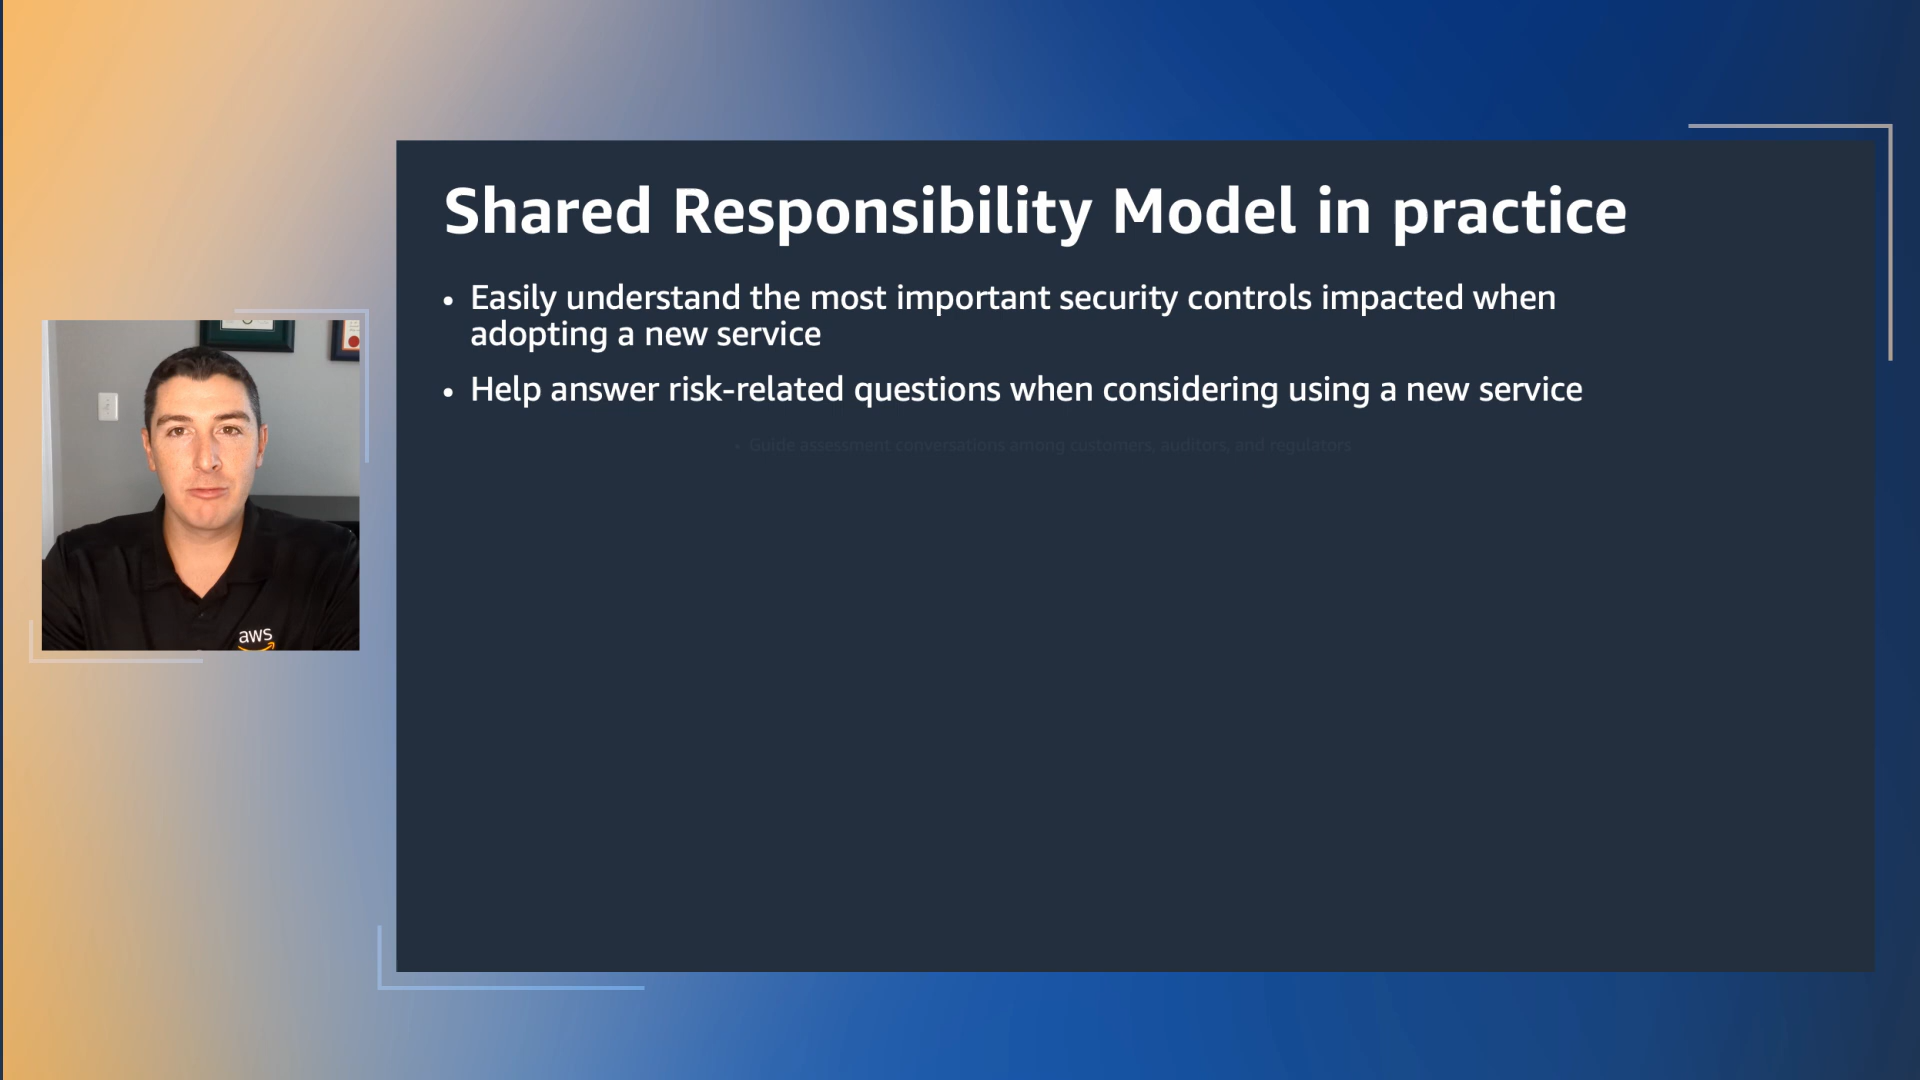 Shared Responsibility Model in practice
• Easily understand the most important security controls impacted when
adopting a new service
• Help answer risk-related questions when considering using a new service
• Guide assessment conversations among customers, auditors, and regulators
aws